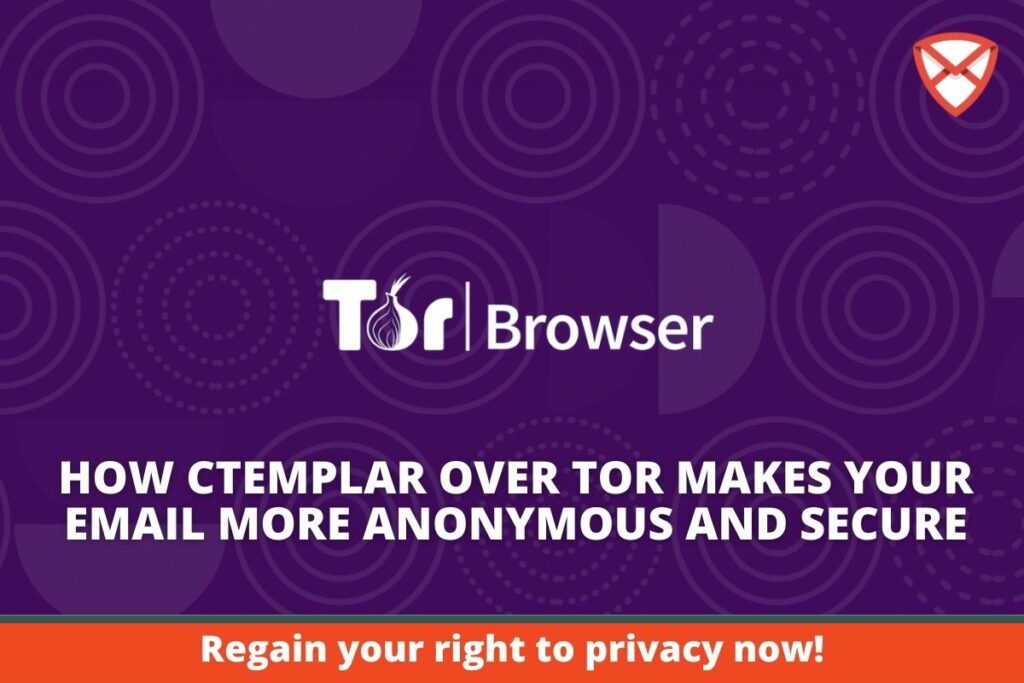 Tor Browser
HOW CTEMPLAR OVER TOR MAKES YOUR
EMAIL MORE ANONYMOUS AND SECURE
Regain your right to privacy now!